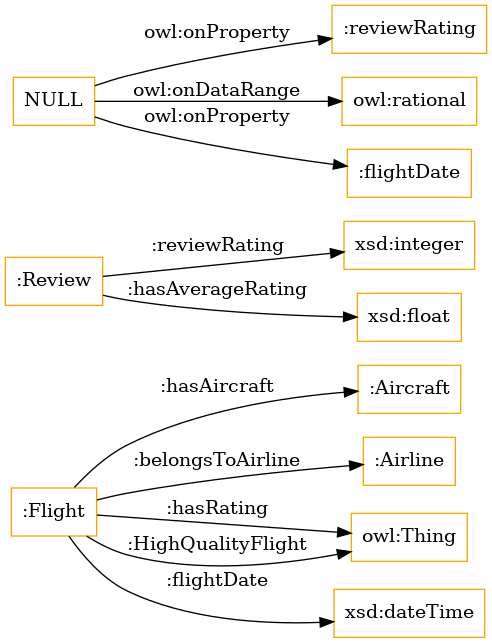 owl:onProperty
:reviewRating
NULL
owl:onDataRange
owl:rational
owl:onProperty
:flightDate
:reviewRating
xsd:integer
:Review
:hasAverageRating
xsd:float
:hasAircraft
:Aircraft
:belongsToAirline
:Airline
:Flight
:hasRating
owl:Thing
:HighQualityFlight
:flightDate
xsd:dateTime